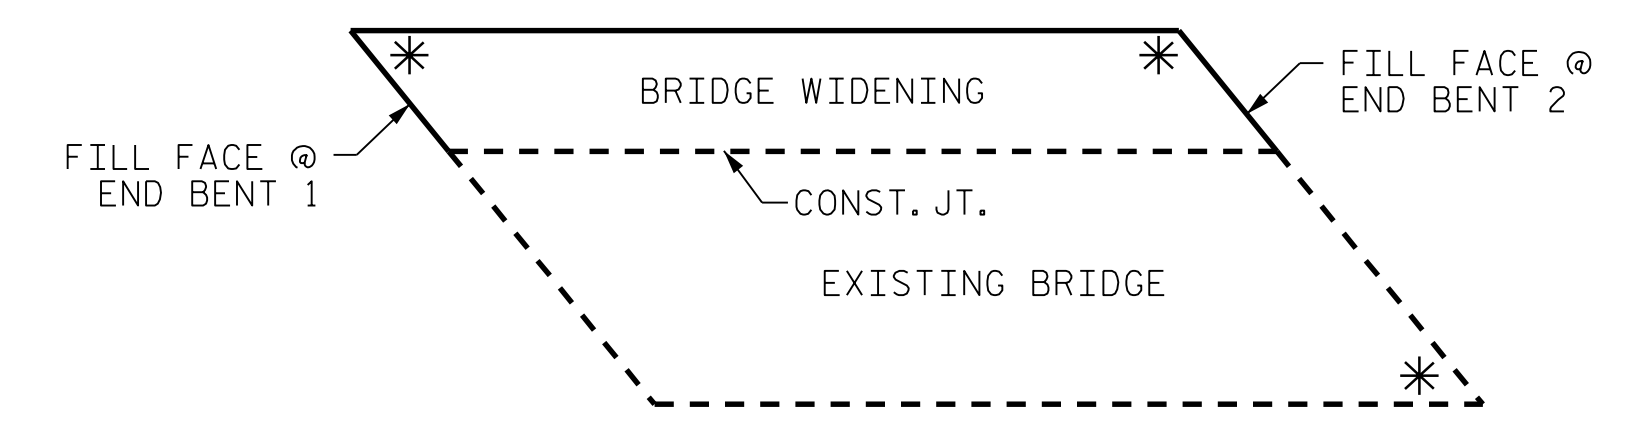 BRIDGE WIDENING
FILL FACE @
END BENT 2
FILL FACE @
END BENT 1
CONST. JT.
EXISTING BRIDGE